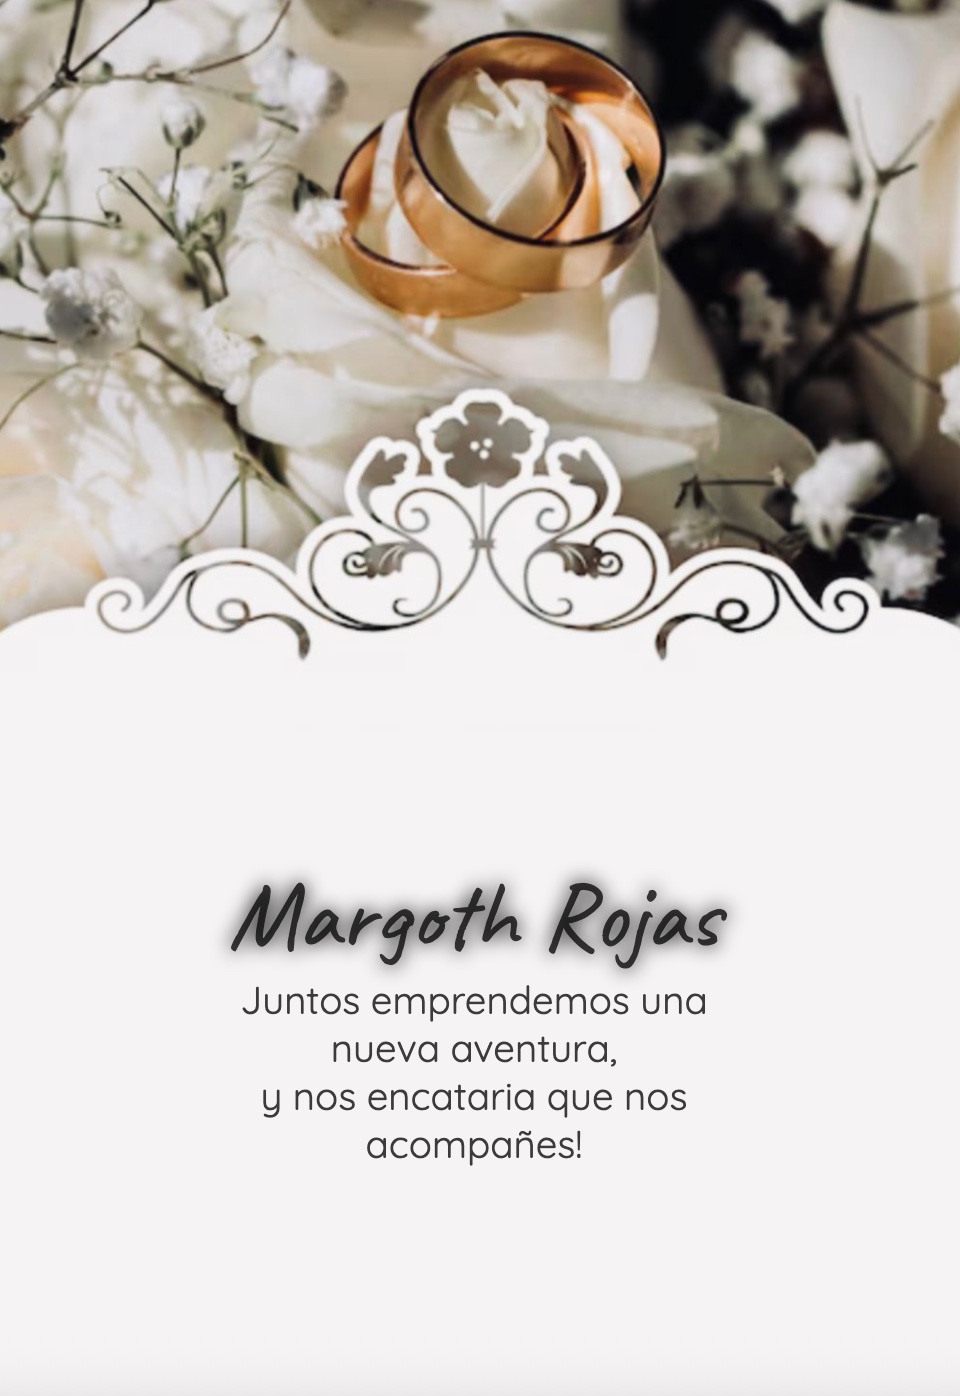 Margoth Rojas
Juntos emprendemos una
nueva aventura,
y nos encataria que nos
acompañes!